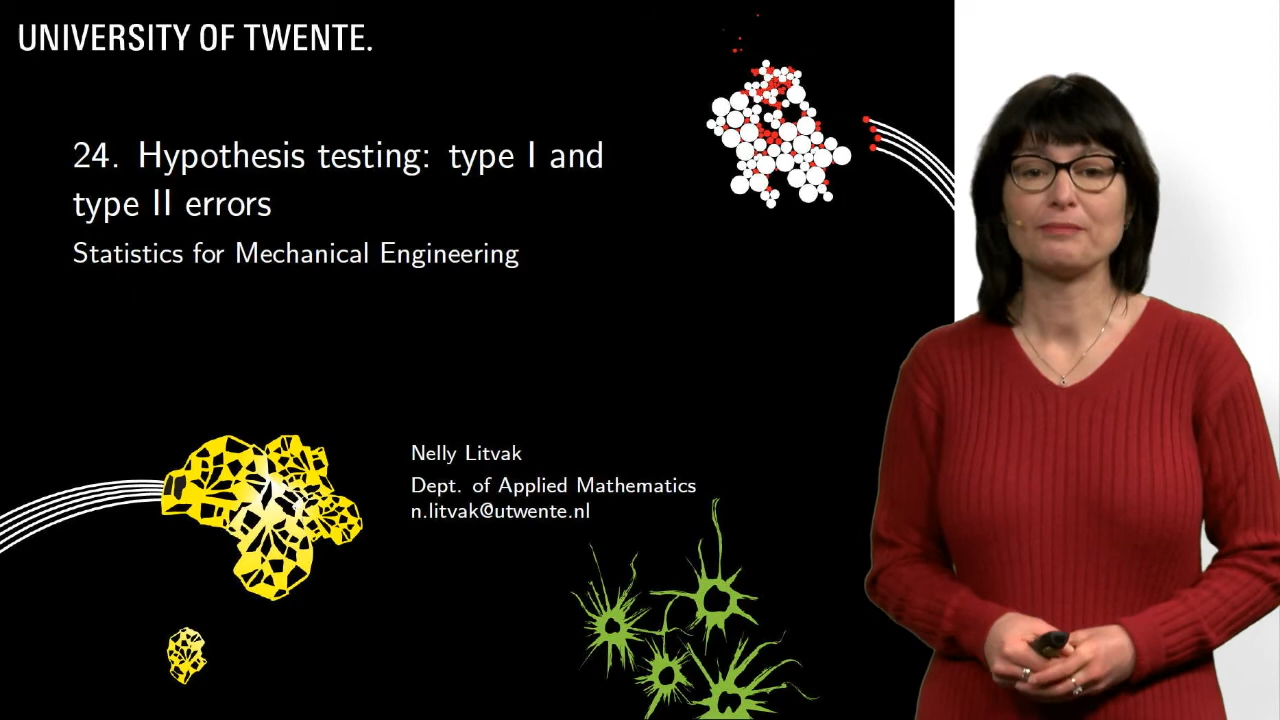 UNIVERSITY OF TWENTE.
24. Hypothesis testing: type I and
type II errors
Statistics for Mechanical Engineering
Nelly Litvak
Dept. of Applied Mathematics
n.litvak@utwente.nl